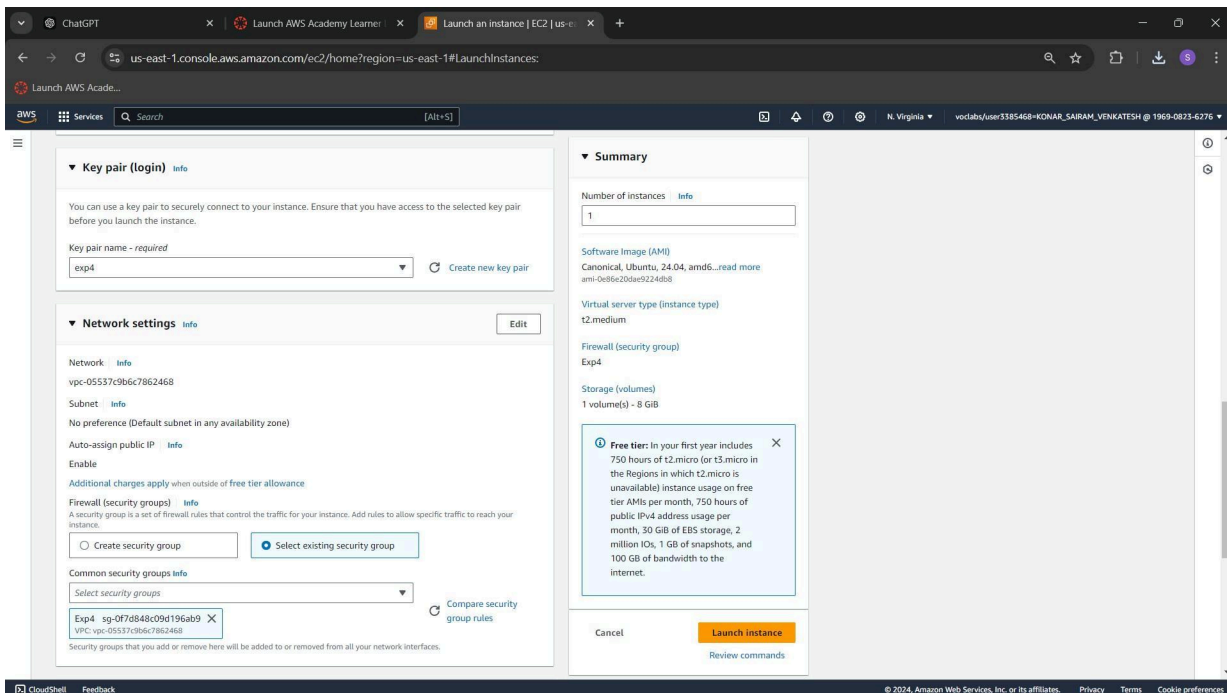 ChatGPT
Launch AWS Academy Learner
Launch an instance | EC2 | us-e
us-east-1.console.aws.amazon.com/ec2/home?region=us-east-1#LaunchInstances:
S
Launch AWS Acade...
aws
Services
Search
[Alt+S]
N. Virginia
voclabs/user3385468=KONAR_SAIRAM_VENKATESH @ 1969-0823-6276
Key pair (login) Info
You can use a key pair to securely connect to your instance. Ensure that you have access to the selected key pair
before you launch the instance.
Key pair name - required
exp4
Create new key pair
Network settings Info
Edit
Network Info
vpc-05537c9b6c7862468
Subnet Info
No preference (Default subnet in any availability zone)
Auto-assign public IP Info
Enable
Additional charges apply when outside of free tier allowance
Firewall (security groups) Info
A security group is a set of firewall rules that control the traffic for your instance. Add rules to allow specific traffic to reach your
instance.
Create security group
Select existing security group
Common security groups Info
Select security groups
Exp4 sg-0f7d848c09d196ab9
VPC: vpc-05537c9b6c7862468
Compare security
group rules
Security groups that you add or remove here will be added to or removed from all your network interfaces.
Summary
Number of instances Info
1
Software Image (AMI)
Canonical, Ubuntu, 24.04, amd6...read more
ami-0e86e20dae9224db8
Virtual server type (instance type)
t2.medium
Firewall (security group)
Exp4
Storage (volumes)
1 volume(s) - 8 GiB
Free tier: In your first year includes
750 hours of t2.micro (or t3.micro in
the Regions in which t2.micro is
unavailable) instance usage on free
tier AMIs per month, 750 hours of
public IPv4 address usage per
month, 30 GiB of EBS storage, 2
million IOs, 1 GB of snapshots, and
100 GB of bandwidth to the
internet.
Cancel
Launch instance
Review commands
CloudShell
Feedback
© 2024, Amazon Web Services, Inc. or its affiliates.
Privacy
Terms
Cookie preferences